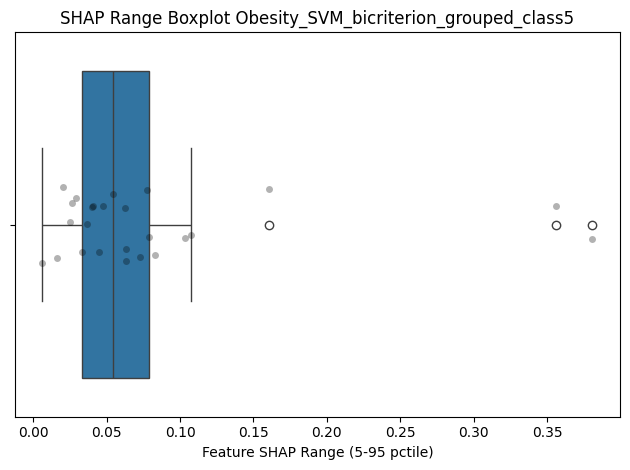 SHAP Range Boxplot Obesity_SVM_bicriterion_grouped_class5
0.00 0.05 0.10 0.15 0.20 0.25 0.30 0.35
Feature SHAP Range (5-95 pctile)